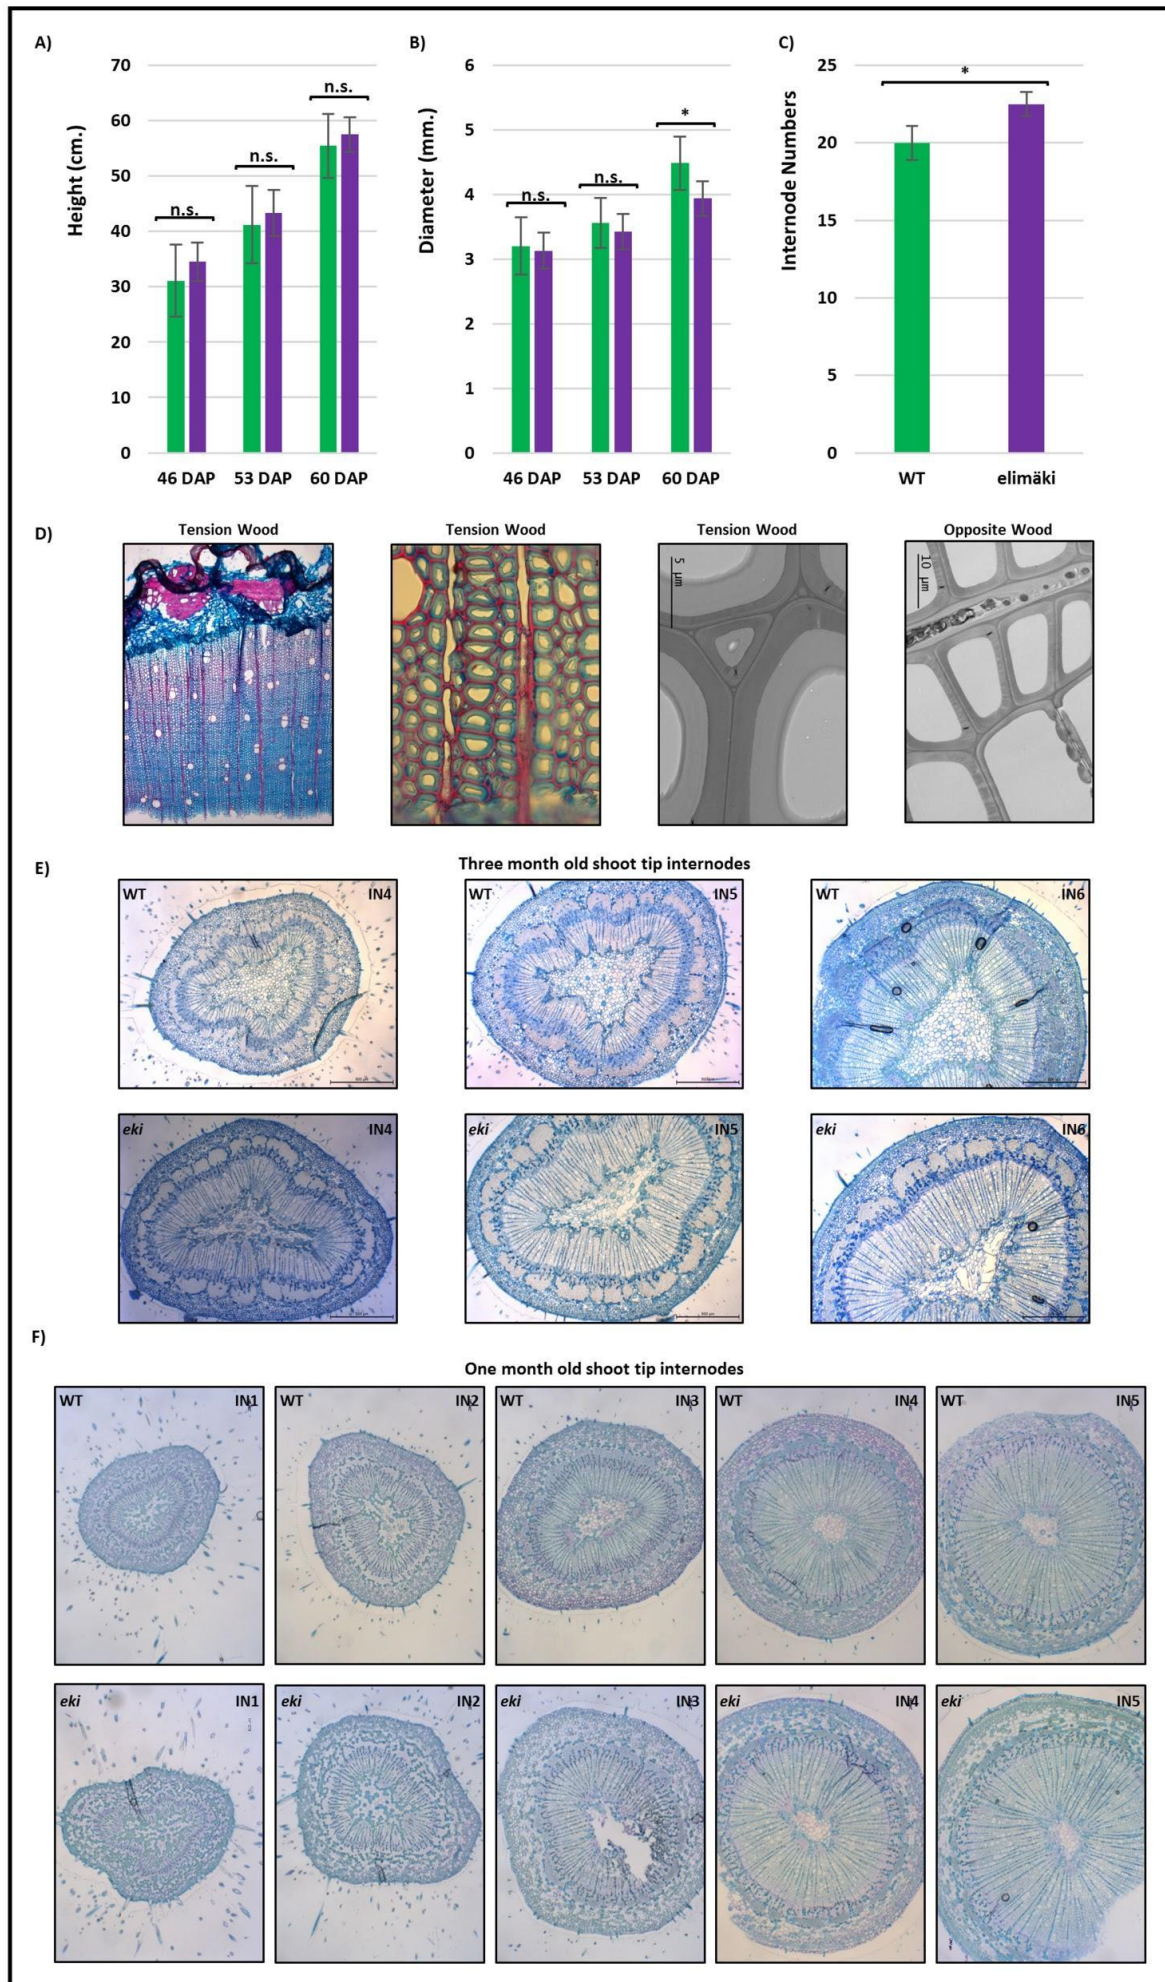 A)
B)
C)
Height (cm.)
70
60
50
40
30
20
10
0
n.s.
n.s.
n.s.
46 DAP
53 DAP
60 DAP
Diameter (mm.)
6
5
4
3
2
1
0
n.s.
n.s.
*
46 DAP
53 DAP
60 DAP
Internode Numbers
25
20
15
10
5
0
*
WT
elimäki
D)
Tension Wood
Tension Wood
Tension Wood
Opposite Wood
5 µm
10 µm
E)
Three month old shoot tip internodes
WT
IN4
WT
IN5
WT
IN6
eki
IN4
eki
IN5
eki
IN6
F)
One month old shoot tip internodes
WT
IN1
WT
IN2
WT
IN3
WT
IN4
WT
IN5
eki
IN1
eki
IN2
eki
IN3
eki
IN4
eki
IN5